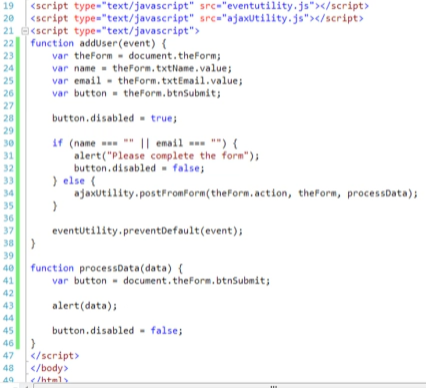 19 <script type="text/javascript" src="eventutility.js"></script>
20 <script type="text/javascript" src="ajaxUtility.js"></script>
21 <script type="text/javascript">
22 function addUser(event) {
23     var theForm = document.theForm;
24     var name = theForm.txtName.value;
25     var email = theForm.txtEmail.value;
26     var button = theForm.btnSubmit;
27
28     button.disabled = true;
29
30     if (name === "" || email === "") {
31         alert("Please complete the form");
32         button.disabled = false;
33     } else {
34         ajaxUtility.postFromForm(theForm.action, theForm, processData);
35     }
36
37     eventUtility.preventDefault(event);
38 }
39
40 function processData(data) {
41     var button = document.theForm.btnSubmit;
42
43     alert(data);
44
45     button.disabled = false;
46 }
47 </script>
48 </body>
49 </html>